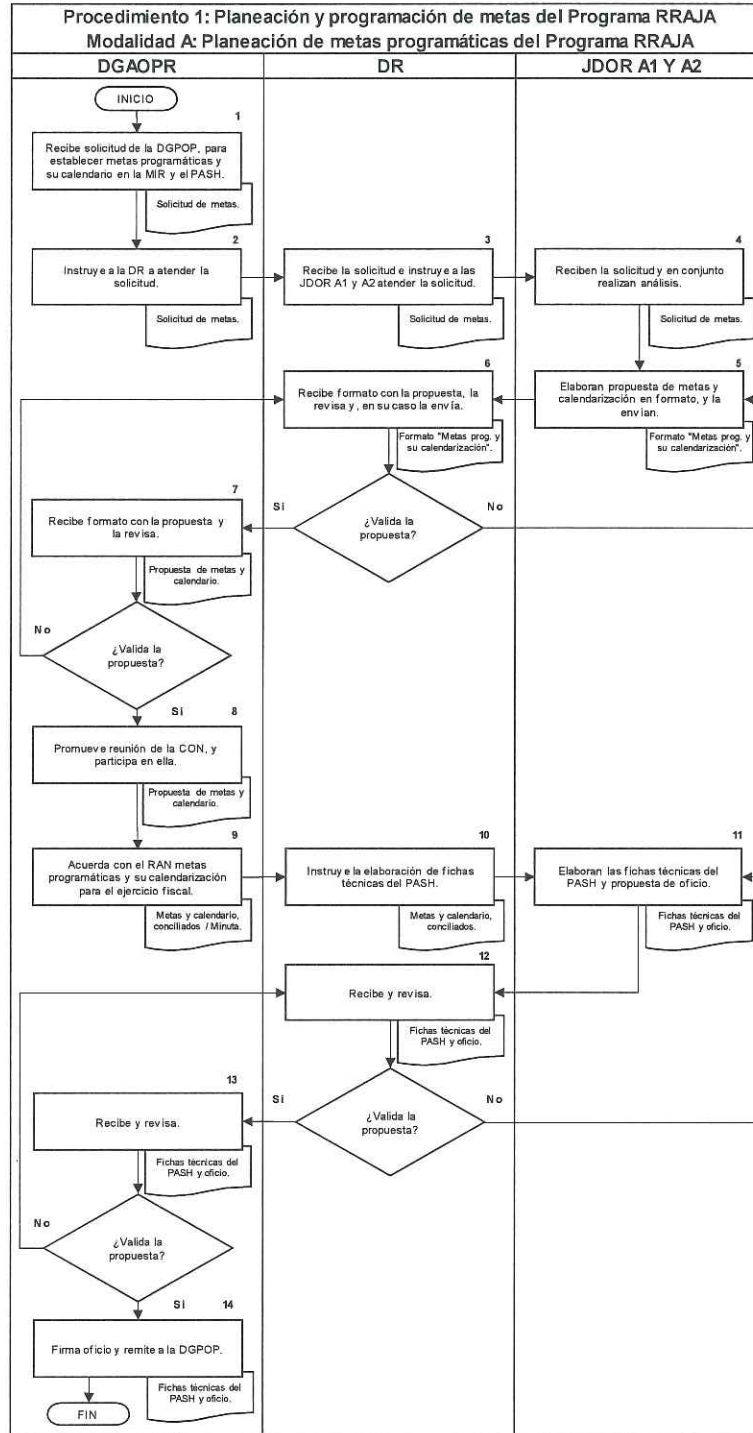 Procedimiento 1: Planeación y programación de metas del Programa RRAJA
Modalidad A: Planeación de metas programáticas del Programa RRAJA
DGAOPR
DR
JDOR A1 Y A2
INICIO
1
Recibe solicitud de la DGPOP, para
establecer metas programáticas y
su calendario en la MIR y el PASH.
Solicitud de metas.
2
Instruye a la DR a atender la
solicitud.
Solicitud de metas.
3
Recibe la solicitud e instruye a las
JDOR A1 y A2 atender la solicitud.
Solicitud de metas.
4
Reciben la solicitud y en conjunto
realizan análisis.
Solicitud de metas.
5
Elaboran propuesta de metas y
calendarización en formato, y la
envían.
Formato "Metas prog. y
su calendarización".
6
Recibe formato con la propuesta, la
revisa y, en su caso la envía.
Formato "Metas prog. y
su calendarización".
¿Valida la
propuesta?
Si
No
7
Recibe formato con la propuesta y
la revisa.
Propuesta de metas y
calendario.
No
¿Valida la
propuesta?
Si
8
Promueve reunión de la CON, y
participa en ella.
Propuesta de metas y
calendario.
9
Acuerda con el RAN metas
programáticas y su calendarización
para el ejercicio fiscal.
Metas y calendario,
conciliados / Minuta.
10
Instruye la elaboración de fichas
técnicas del PASH.
Metas y calendario,
conciliados.
11
Elaboran las fichas técnicas del
PASH y propuesta de oficio.
Fichas técnicas del
PASH y oficio.
12
Recibe y revisa.
Fichas técnicas del
PASH y oficio.
¿Valida la
propuesta?
Si
No
13
Recibe y revisa.
Fichas técnicas del
PASH y oficio.
No
¿Valida la
propuesta?
Si
14
Firma oficio y remite a la DGPOP.
Fichas técnicas del
PASH y oficio.
FIN